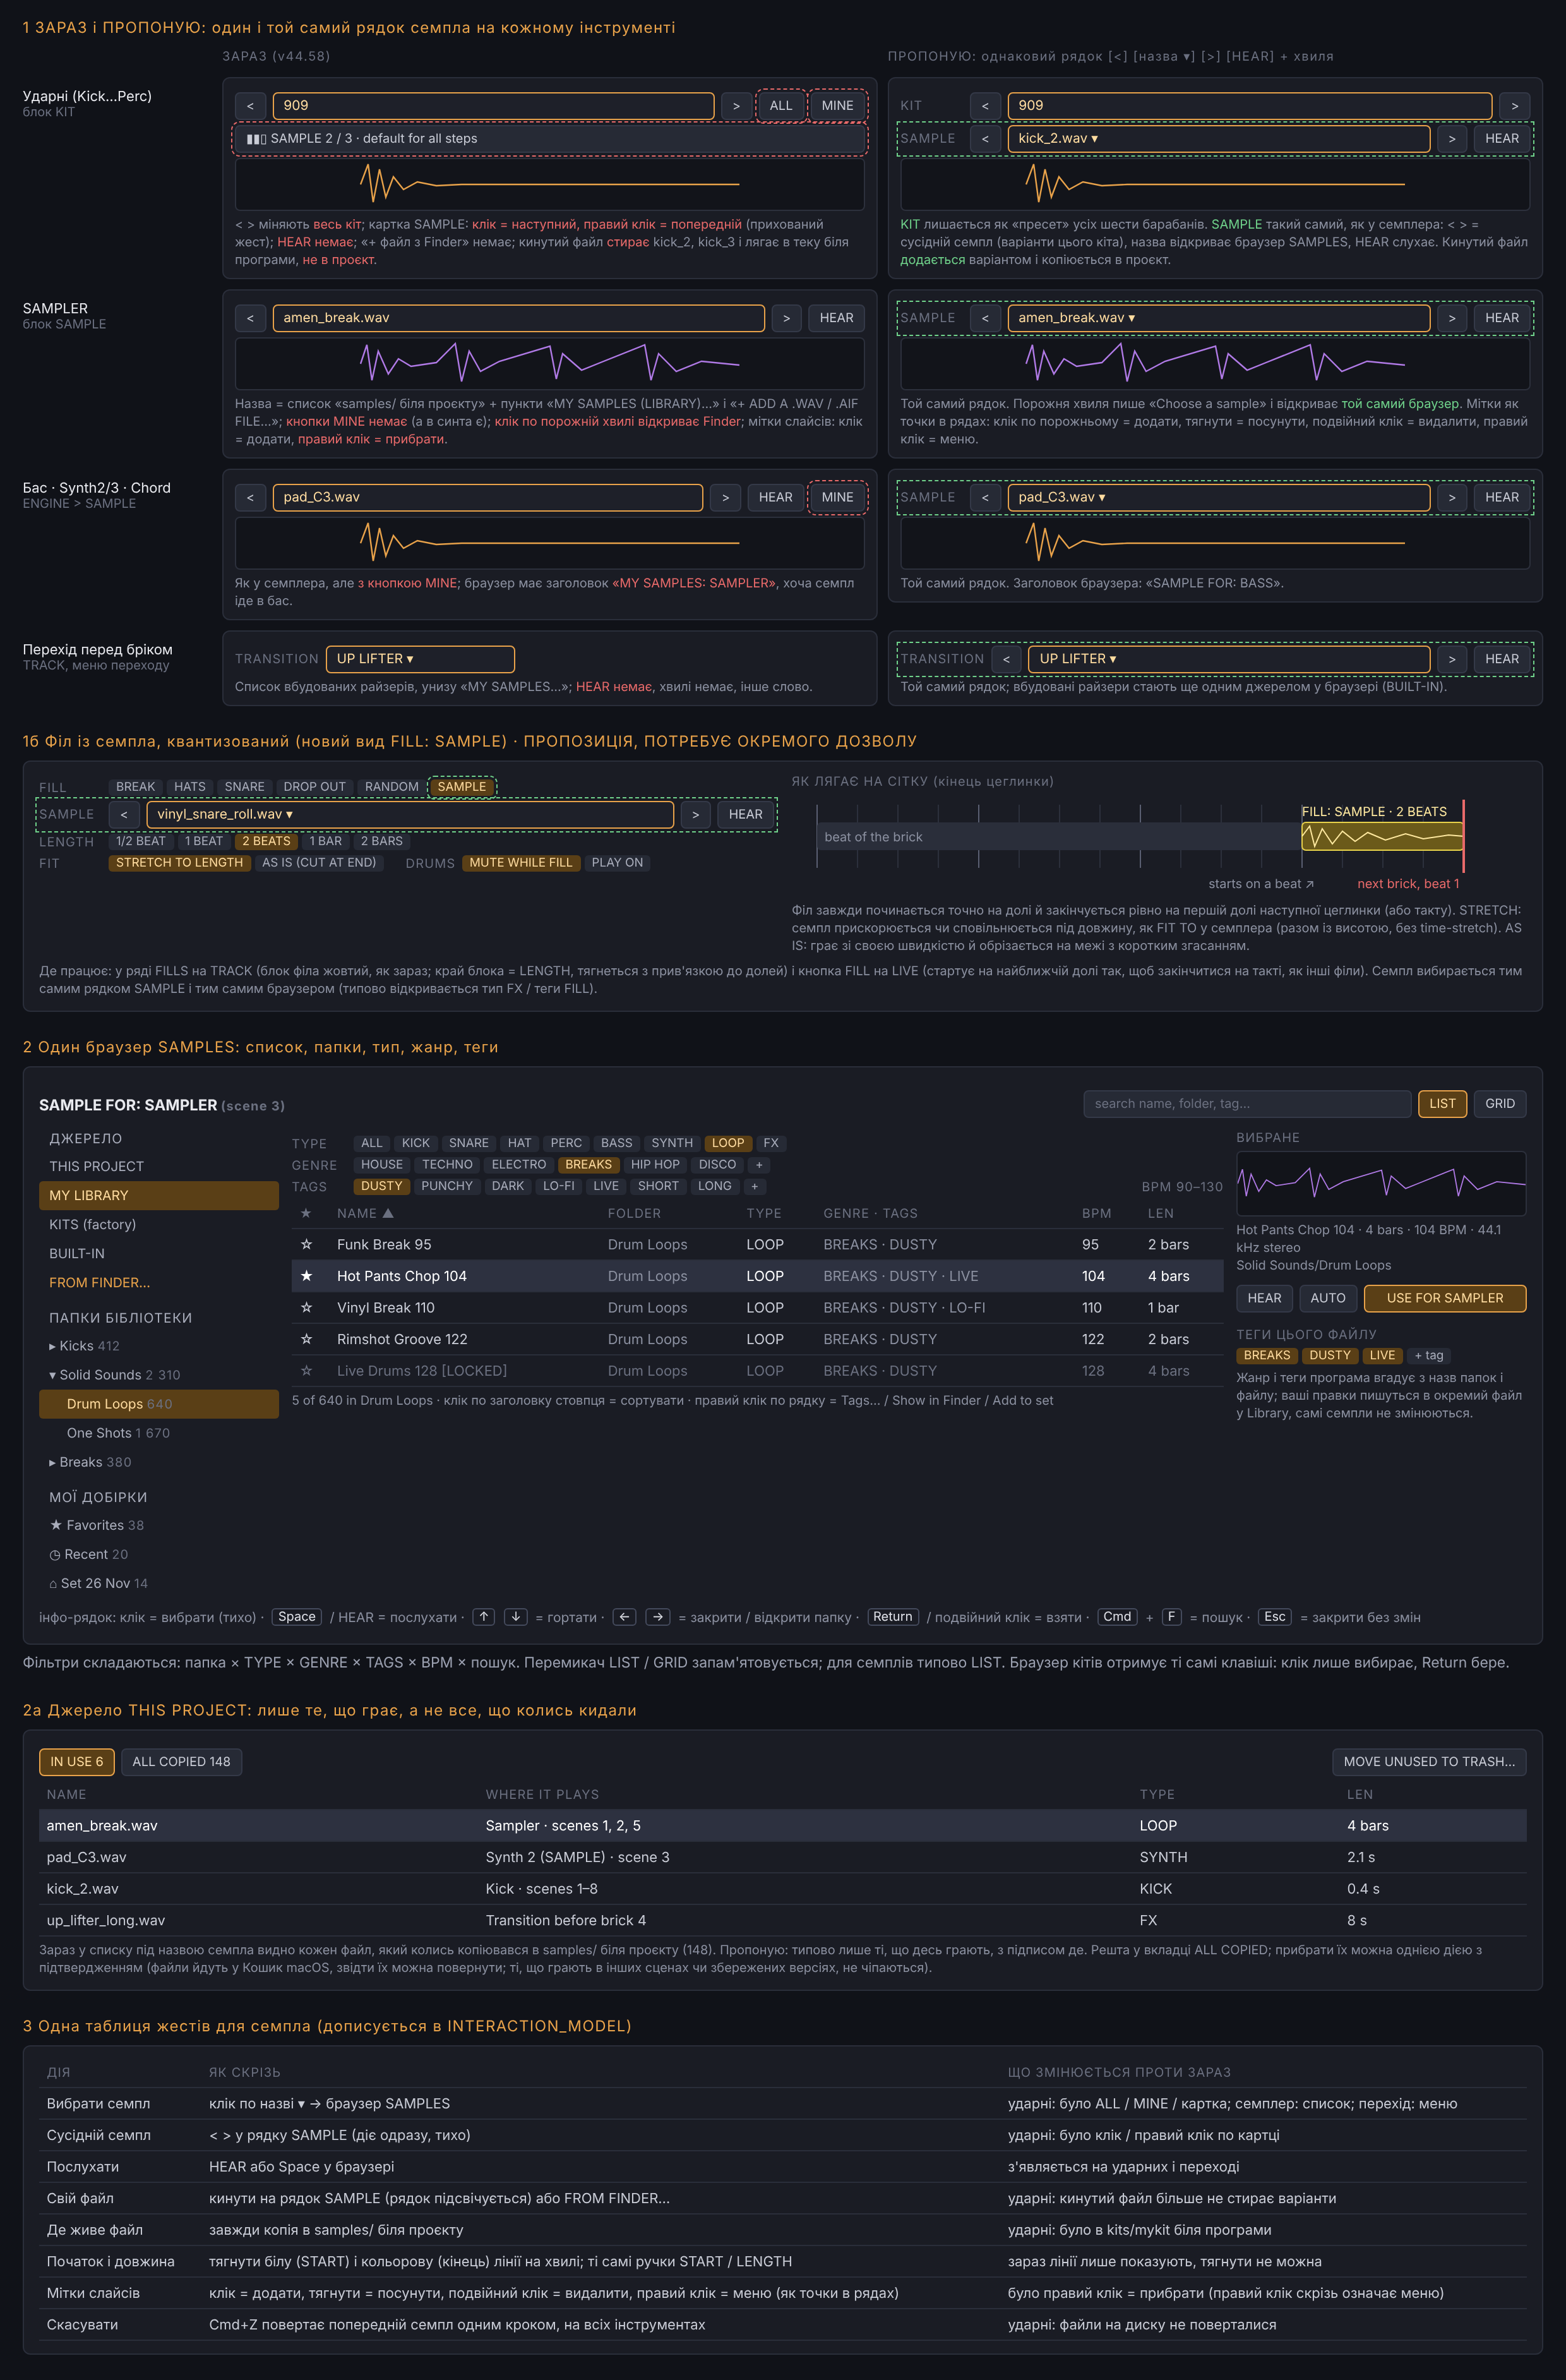 1 ЗАРАЗ і ПРОПОНУЮ: один і той самий рядок семпла на кожному інструменті
ЗАРАЗ (v44.58)
ПРОПОНУЮ: однаковий рядок [<] [назва ▾] [>] [HEAR] + хвиля
Ударні (Kick…Perc)
блок KIT
< 909 > ALL MINE
▮▮▯ SAMPLE 2 / 3 · default for all steps
< > міняють весь кіт; картка SAMPLE: клік = наступний, правий клік = попередній (прихований
жест); HEAR немає; «+ файл з Finder» немає; кинутий файл стирає kick_2, kick_3 і лягає в теку біля
програми, не в проєкт.
KIT < 909 >
SAMPLE < kick_2.wav ▾ > HEAR
KIT лишається як «пресет» усіх шести барабанів. SAMPLE такий самий, як у семплера: < > =
сусідній семпл (варіанти цього кіта), назва відкриває браузер SAMPLES, HEAR слухає. Кинутий файл
додається варіантом і копіюється в проєкт.
SAMPLER
блок SAMPLE
< amen_break.wav > HEAR
Назва = список «samples/ біля проєкту» + пункти «MY SAMPLES (LIBRARY)…» і «+ ADD A .WAV / .AIF
FILE…»; кнопки MINE немає (а в синта є); клік по порожній хвилі відкриває Finder; мітки слайсів: клік
= додати, правий клік = прибрати.
SAMPLE < amen_break.wav ▾ > HEAR
Той самий рядок. Порожня хвиля пише «Choose a sample» і відкриває той самий браузер. Мітки як
точки в рядах: клік по порожньому = додати, тягнути = посунути, подвійний клік = видалити, правий
клік = меню.
Бас · Synth2/3 · Chord
ENGINE > SAMPLE
< pad_C3.wav > HEAR MINE
Як у семплера, але з кнопкою MINE; браузер має заголовок «MY SAMPLES: SAMPLER», хоча семпл
іде в бас.
SAMPLE < pad_C3.wav ▾ > HEAR
Той самий рядок. Заголовок браузера: «SAMPLE FOR: BASS».
Перехід перед бріком
TRACK, меню переходу
TRANSITION UP LIFTER ▾
Список вбудованих райзерів, унизу «MY SAMPLES…»; HEAR немає, хвилі немає, інше слово.
TRANSITION < UP LIFTER ▾ > HEAR
Той самий рядок; вбудовані райзери стають ще одним джерелом у браузері (BUILT-IN).
1б Філ із семпла, квантизований (новий вид FILL: SAMPLE) · ПРОПОЗИЦІЯ, ПОТРЕБУЄ ОКРЕМОГО ДОЗВОЛУ
FILL BREAK HATS SNARE DROP OUT RANDOM SAMPLE
SAMPLE < vinyl_snare_roll.wav ▾ > HEAR
LENGTH 1/2 BEAT 1 BEAT 2 BEATS 1 BAR 2 BARS
FIT STRETCH TO LENGTH AS IS (CUT AT END) DRUMS MUTE WHILE FILL PLAY ON
ЯК ЛЯГАЄ НА СІТКУ (кінець цеглинки)
FILL: SAMPLE · 2 BEATS
beat of the brick
starts on a beat ↗
next brick, beat 1
Філ завжди починається точно на долі й закінчується рівно на першій долі наступної цеглинки (або такту). STRETCH:
семпл прискорюється чи сповільнюється під довжину, як FIT TO у семплера (разом із висотою, без time-stretch). AS
IS: грає зі своєю швидкістю й обрізається на межі з коротким згасанням.
Де працює: у ряді FILLS на TRACK (блок філа жовтий, як зараз; край блока = LENGTH, тягнеться з прив'язкою до долей) і кнопка FILL на LIVE (стартує на найближчій долі так, щоб закінчитися на такті, як інші філи). Семпл вибирається тим
самим рядком SAMPLE і тим самим браузером (типово відкривається тип FX / теги FILL).
2 Один браузер SAMPLES: список, папки, тип, жанр, теги
SAMPLE FOR: SAMPLER (scene 3)
search name, folder, tag…
LIST GRID
ДЖЕРЕЛО
THIS PROJECT
MY LIBRARY
KITS (factory)
BUILT-IN
FROM FINDER…
ПАПКИ БІБЛІОТЕКИ
▸ Kicks 412
▾ Solid Sounds 2 310
Drum Loops 640
One Shots 1 670
▸ Breaks 380
МОЇ ДОБІРКИ
★ Favorites 38
◷ Recent 20
⌂ Set 26 Nov 14
TYPE ALL KICK SNARE HAT PERC BASS SYNTH LOOP FX
GENRE HOUSE TECHNO ELECTRO BREAKS HIP HOP DISCO +
TAGS DUSTY PUNCHY DARK LO-FI LIVE SHORT LONG + BPM 90–130
★ NAME ▲ FOLDER TYPE GENRE · TAGS BPM LEN
☆ Funk Break 95 Drum Loops LOOP BREAKS · DUSTY 95 2 bars
★ Hot Pants Chop 104 Drum Loops LOOP BREAKS · DUSTY · LIVE 104 4 bars
☆ Vinyl Break 110 Drum Loops LOOP BREAKS · DUSTY · LO-FI 110 1 bar
☆ Rimshot Groove 122 Drum Loops LOOP BREAKS · DUSTY 122 2 bars
☆ Live Drums 128 [LOCKED] Drum Loops LOOP BREAKS · DUSTY 128 4 bars
5 of 640 in Drum Loops · клік по заголовку стовпця = сортувати · правий клік по рядку = Tags… / Show in Finder / Add to set
ВИБРАНЕ
Hot Pants Chop 104 · 4 bars · 104 BPM · 44.1
kHz stereo
Solid Sounds/Drum Loops
HEAR AUTO USE FOR SAMPLER
ТЕГИ ЦЬОГО ФАЙЛУ
BREAKS DUSTY LIVE + tag
Жанр і теги програма вгадує з назв папок і
файлу; ваші правки пишуться в окремий файл
у Library, самі семпли не змінюються.
інфо-рядок: клік = вибрати (тихо) · Space / HEAR = послухати · ↑ ↓ = гортати · ← → = закрити / відкрити папку · Return / подвійний клік = взяти · Cmd + F = пошук · Esc = закрити без змін
Фільтри складаються: папка × TYPE × GENRE × TAGS × BPM × пошук. Перемикач LIST / GRID запам'ятовується; для семплів типово LIST. Браузер кітів отримує ті самі клавіші: клік лише вибирає, Return бере.
2а Джерело THIS PROJECT: лише те, що грає, а не все, що колись кидали
IN USE 6 ALL COPIED 148 MOVE UNUSED TO TRASH…
NAME WHERE IT PLAYS TYPE LEN
amen_break.wav Sampler · scenes 1, 2, 5 LOOP 4 bars
pad_C3.wav Synth 2 (SAMPLE) · scene 3 SYNTH 2.1 s
kick_2.wav Kick · scenes 1–8 KICK 0.4 s
up_lifter_long.wav Transition before brick 4 FX 8 s
Зараз у списку під назвою семпла видно кожен файл, який колись копіювався в samples/ біля проєкту (148). Пропоную: типово лише ті, що десь грають, з підписом де. Решта у вкладці ALL COPIED; прибрати їх можна однією дією з
підтвердженням (файли йдуть у Кошик macOS, звідти їх можна повернути; ті, що грають в інших сценах чи збережених версіях, не чіпаються).
3 Одна таблиця жестів для семпла (дописується в INTERACTION_MODEL)
ДІЯ ЯК СКРІЗЬ ЩО ЗМІНЮЄТЬСЯ ПРОТИ ЗАРАЗ
Вибрати семпл клік по назві ▾ → браузер SAMPLES ударні: було ALL / MINE / картка; семплер: список; перехід: меню
Сусідній семпл < > у рядку SAMPLE (діє одразу, тихо) ударні: було клік / правий клік по картці
Послухати HEAR або Space у браузері з'являється на ударних і переході
Свій файл кинути на рядок SAMPLE (рядок підсвічується) або FROM FINDER… ударні: кинутий файл більше не стирає варіанти
Де живе файл завжди копія в samples/ біля проєкту ударні: було в kits/mykit біля програми
Початок і довжина тягнути білу (START) і кольорову (кінець) лінії на хвилі; ті самі ручки START / LENGTH зараз лінії лише показують, тягнути не можна
Мітки слайсів клік = додати, тягнути = посунути, подвійний клік = видалити, правий клік = меню (як точки в рядах) було правий клік = прибрати (правий клік скрізь означає меню)
Скасувати Cmd+Z повертає попередній семпл одним кроком, на всіх інструментах ударні: файли на диску не поверталися